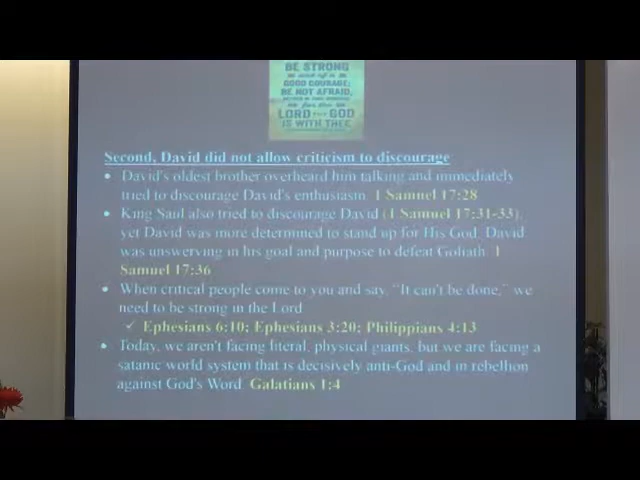 BE STRONG
GOOD COURAGE;
BE NOT AFRAID,
LORD THY GOD
IS WITH THEE
Second, David did not allow criticism to discourage
• David's oldest brother overheard him talking and immediately
tried to discourage David's enthusiasm 1 Samuel 17:28
• King Saul also tried to discourage David (1 Samuel 17:31-33),
yet David was more determined to stand up for His God. David
was unswerving in his goal and purpose to defeat Goliath 1
Samuel 17:36
• When critical people come to you and say, "It can't be done," we
need to be strong in the Lord
✓ Ephesians 6:10; Ephesians 3:20; Philippians 4:13
• Today, we aren't facing literal, physical giants, but we are facing a
satanic world system that is decisively anti-God and in rebellion
against God's Word Galatians 1:4